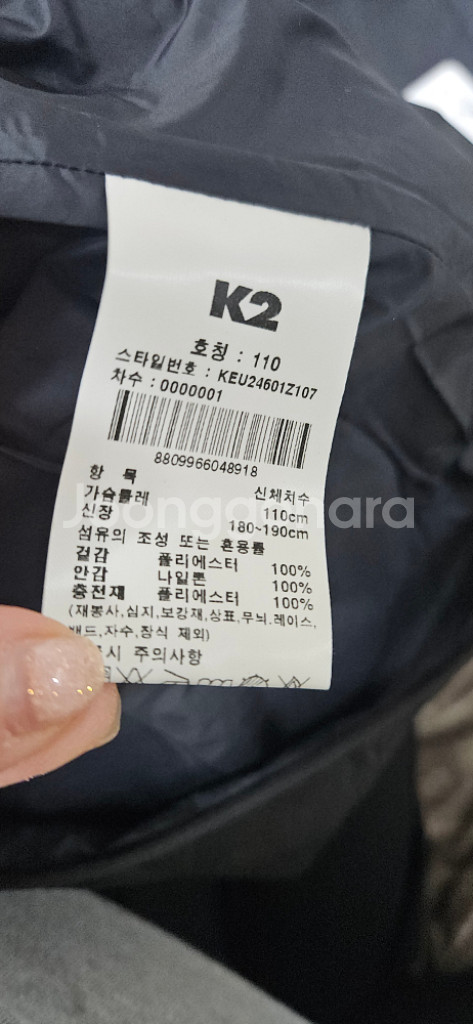 K2
호칭 : 110
스타일번호 : KEU24601Z107
차수 : 0000001
8809966048918
항 목 신체치수
가슴둘레 110cm
신장 180~190cm
섬유의 조성 또는 혼용률
겉감 폴리에스터 100%
안감 나일론 100%
충전재 폴리에스터 100%
(재봉사,심지,보강재,상표,무늬,레이스,
밴드,자수,장식 제외)
시 주의사항
Joonggonara